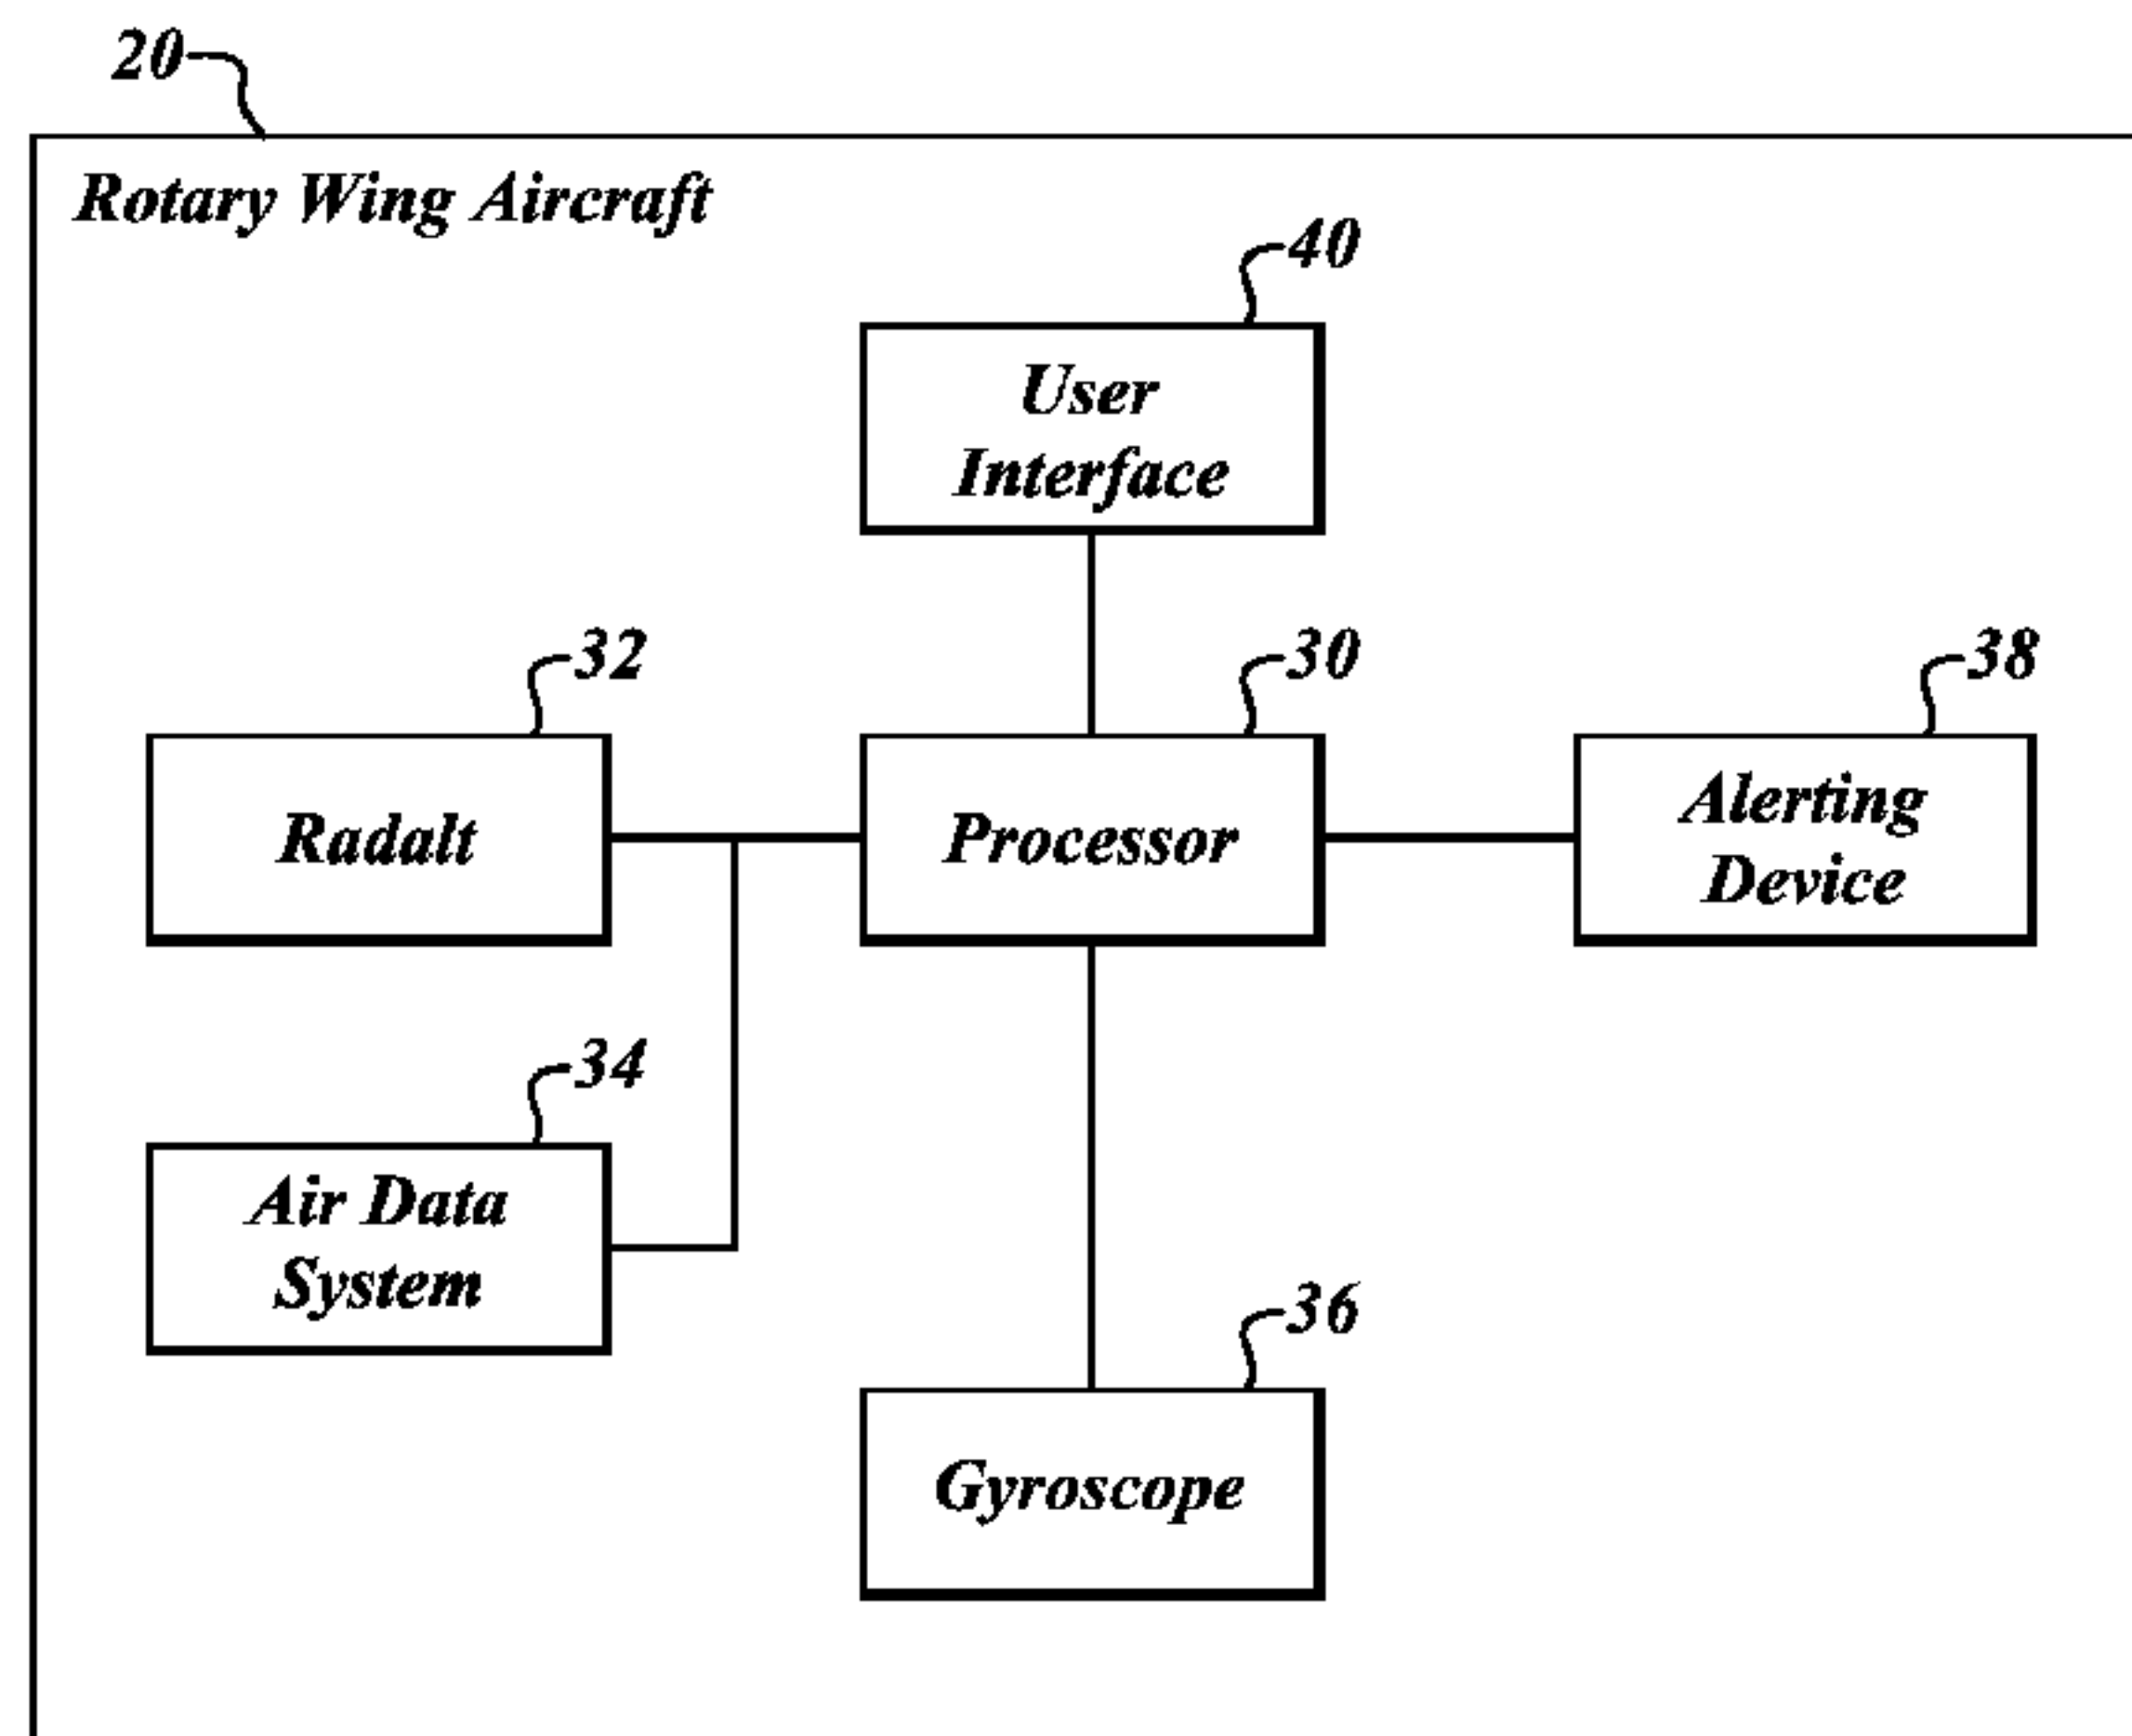 20
Rotary Wing Aircraft
40
User
Interface
32
30
38
Radalt
Processor
Alerting
Device
34
Air Data
System
36
Gyroscope